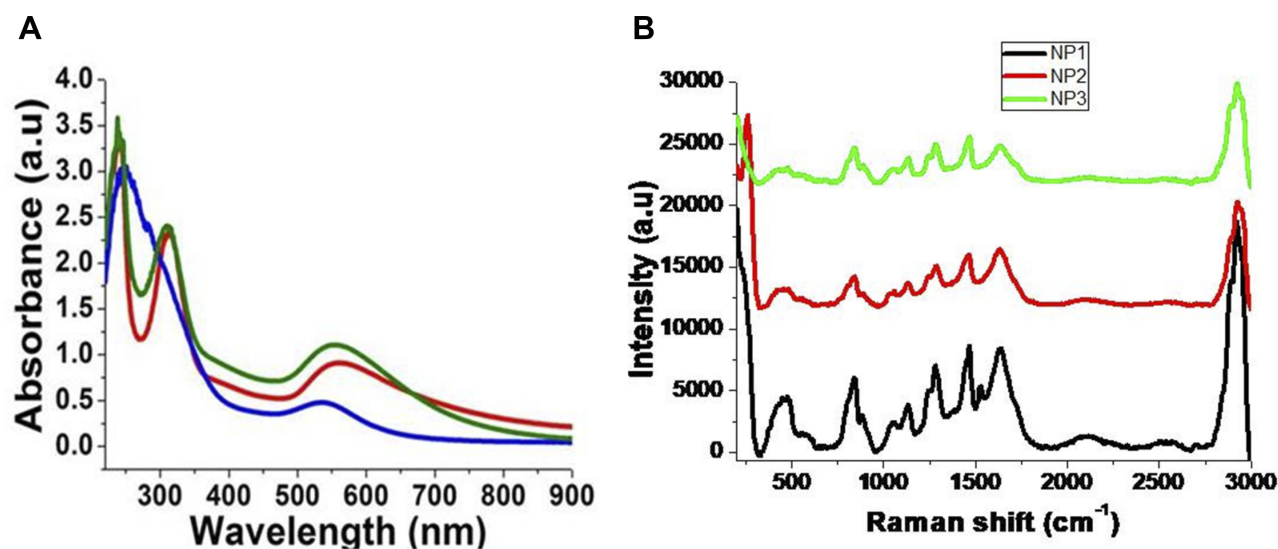 A
Absorbance (a.u)
4.0
3.5
3.0
2.5
2.0
1.5
1.0
0.5
0.0
300 400 500 600 700 800 900
Wavelength (nm)
B
NP1
NP2
NP3
Intensity (a.u)
30000
25000
20000
15000
10000
5000
0
500 1000 1500 2000 2500 3000
Raman shift (cm⁻¹)